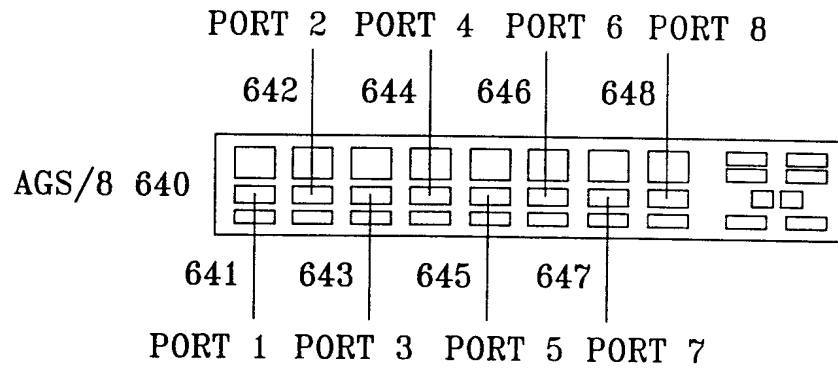 PORT 2 PORT 4 PORT 6 PORT 8
642 644 646 648
AGS/8 640
641 643 645 647
PORT 1 PORT 3 PORT 5 PORT 7